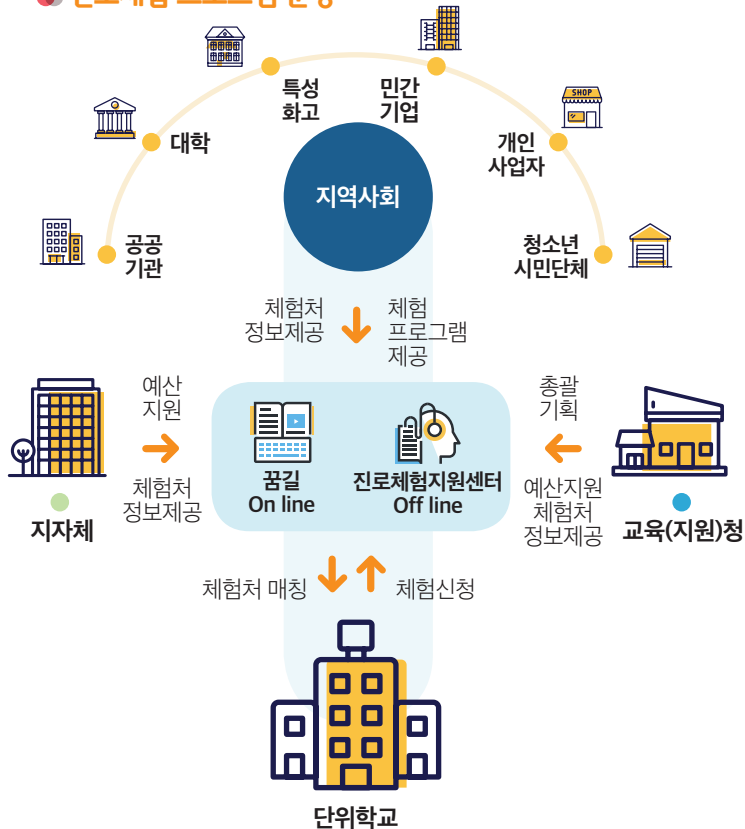 특성
화고
민간
기업
SHOP
대학
개인
사업자
지역사회
공공
기관
청소년
시민단체
체험처
정보제공
체험
프로그램
제공
예산
지원
총괄
기획
꿈길
On line
진로체험지원센터
Off line
체험처
정보제공
예산지원
체험처
정보제공
지자체
교육(지원)청
체험처 매칭
체험신청
단위학교